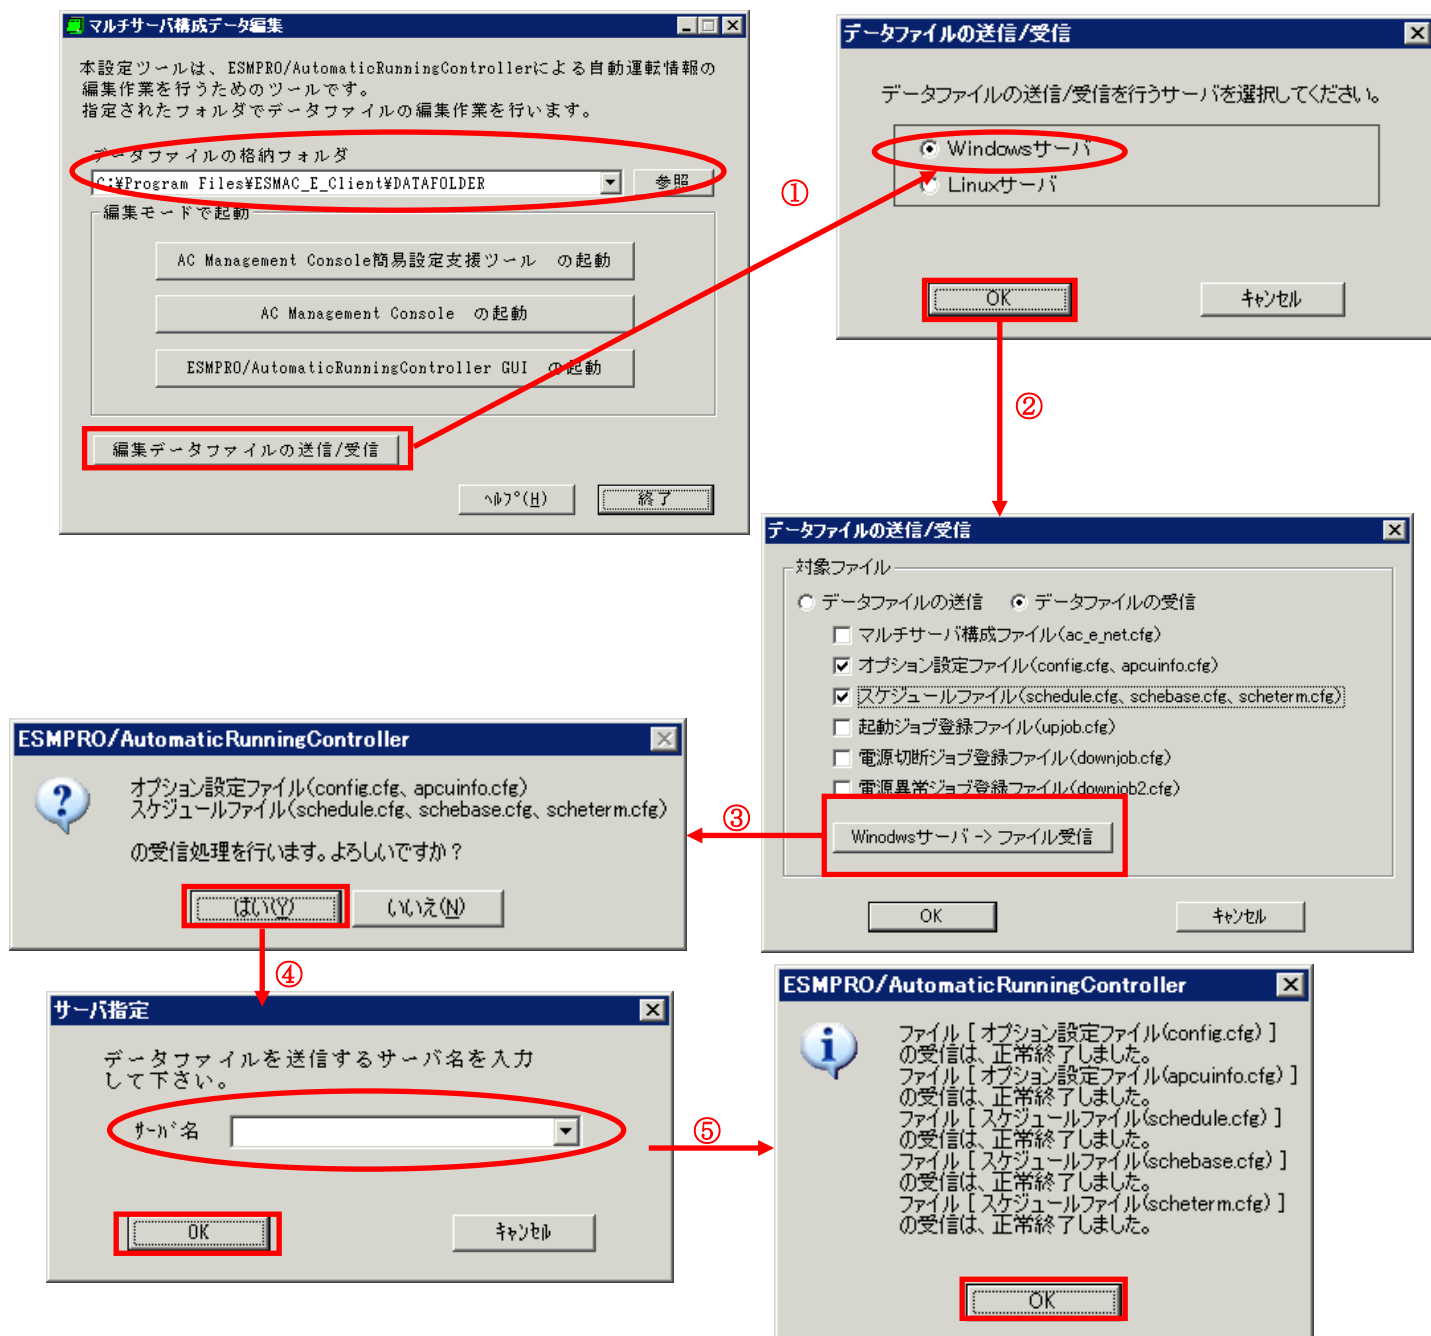 マルチサーバ構成データ編集
本設定ツールは、ESMPRO/AutomaticRunningControllerによる自動運転情報の
編集作業を行うためのツールです。
指定されたフォルダでデータファイルの編集作業を行います。
データファイルの格納フォルダ
C:¥Program Files¥ESMAC_E_Client¥DATAFOLDER
参照
編集モードで起動
AC Management Console簡易設定支援ツール の起動
AC Management Console の起動
ESMPRO/AutomaticRunningController GUI の起動
編集データファイルの送信/受信
ﾍﾙﾌﾟ(H)
終了
①
データファイルの送信/受信
データファイルの送信/受信を行うサーバを選択してください。
Windowsサーバ
Linuxサーバ
OK
ｷｬﾝｾﾙ
②
データファイルの送信/受信
対象ファイル
データファイルの送信 データファイルの受信
マルチサーバ構成ファイル(ac_e_net.cfg)
オプション設定ファイル(config.cfg、apcuinfo.cfg)
スケジュールファイル(schedule.cfg、schebase.cfg、scheterm.cfg)
起動ジョブ登録ファイル(upjob.cfg)
電源切断ジョブ登録ファイル(downjob.cfg)
電源異常ジョブ登録ファイル(downjob2.cfg)
Winodwsサーバ -> ファイル受信
OK
ｷｬﾝｾﾙ
③
ESMPRO/AutomaticRunningController
オプション設定ファイル(config.cfg、apcuinfo.cfg)
スケジュールファイル(schedule.cfg、schebase.cfg、scheterm.cfg)
の受信処理を行います。よろしいですか？
はい(Y)
いいえ(N)
④
サーバ指定
データファイルを送信するサーバ名を入力
して下さい。
ｻｰﾊﾞ名
OK
ｷｬﾝｾﾙ
⑤
ESMPRO/AutomaticRunningController
ファイル [ オプション設定ファイル(config.cfg) ]
の受信は、正常終了しました。
ファイル [ オプション設定ファイル(apcuinfo.cfg) ]
の受信は、正常終了しました。
ファイル [ スケジュールファイル(schedule.cfg) ]
の受信は、正常終了しました。
ファイル [ スケジュールファイル(schebase.cfg) ]
の受信は、正常終了しました。
ファイル [ スケジュールファイル(scheterm.cfg) ]
の受信は、正常終了しました。
OK